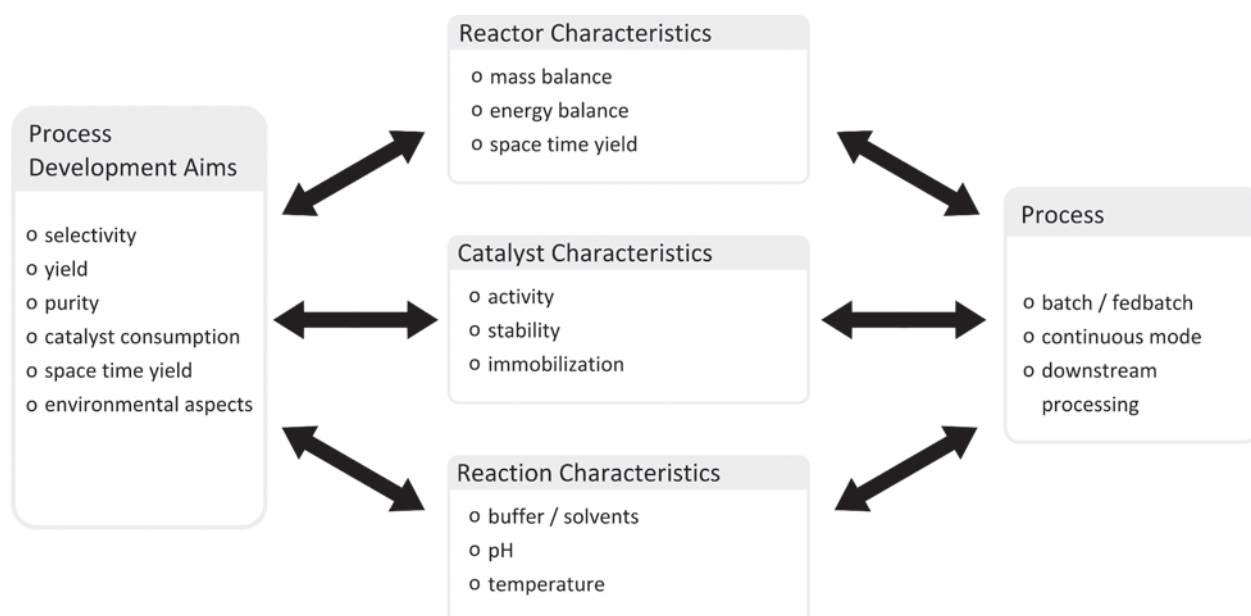 Process
Development Aims
o selectivity
o yield
o purity
o catalyst consumption
o space time yield
o environmental aspects
Reactor Characteristics
o mass balance
o energy balance
o space time yield
Catalyst Characteristics
o activity
o stability
o immobilization
Reaction Characteristics
o buffer / solvents
o pH
o temperature
Process
o batch / fedbatch
o continuous mode
o downstream
processing